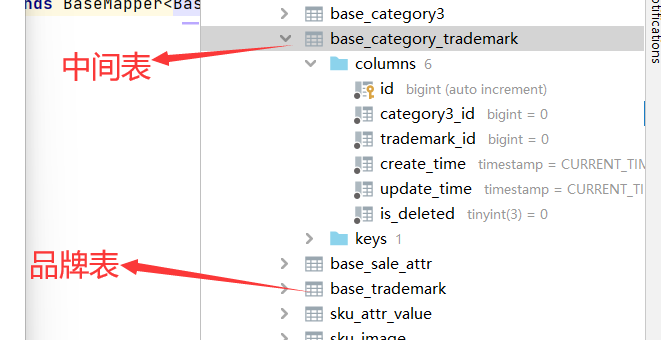 nds BaseMapper<Bas
base_category3
base_category_trademark
中间表
columns 6
id bigint (auto increment)
category3_id bigint = 0
trademark_id bigint = 0
create_time timestamp = CURRENT_TIM
update_time timestamp = CURRENT_TIM
is_deleted tinyint(3) = 0
keys 1
品牌表
base_sale_attr
base_trademark
sku_attr_value
sku_image
otifications